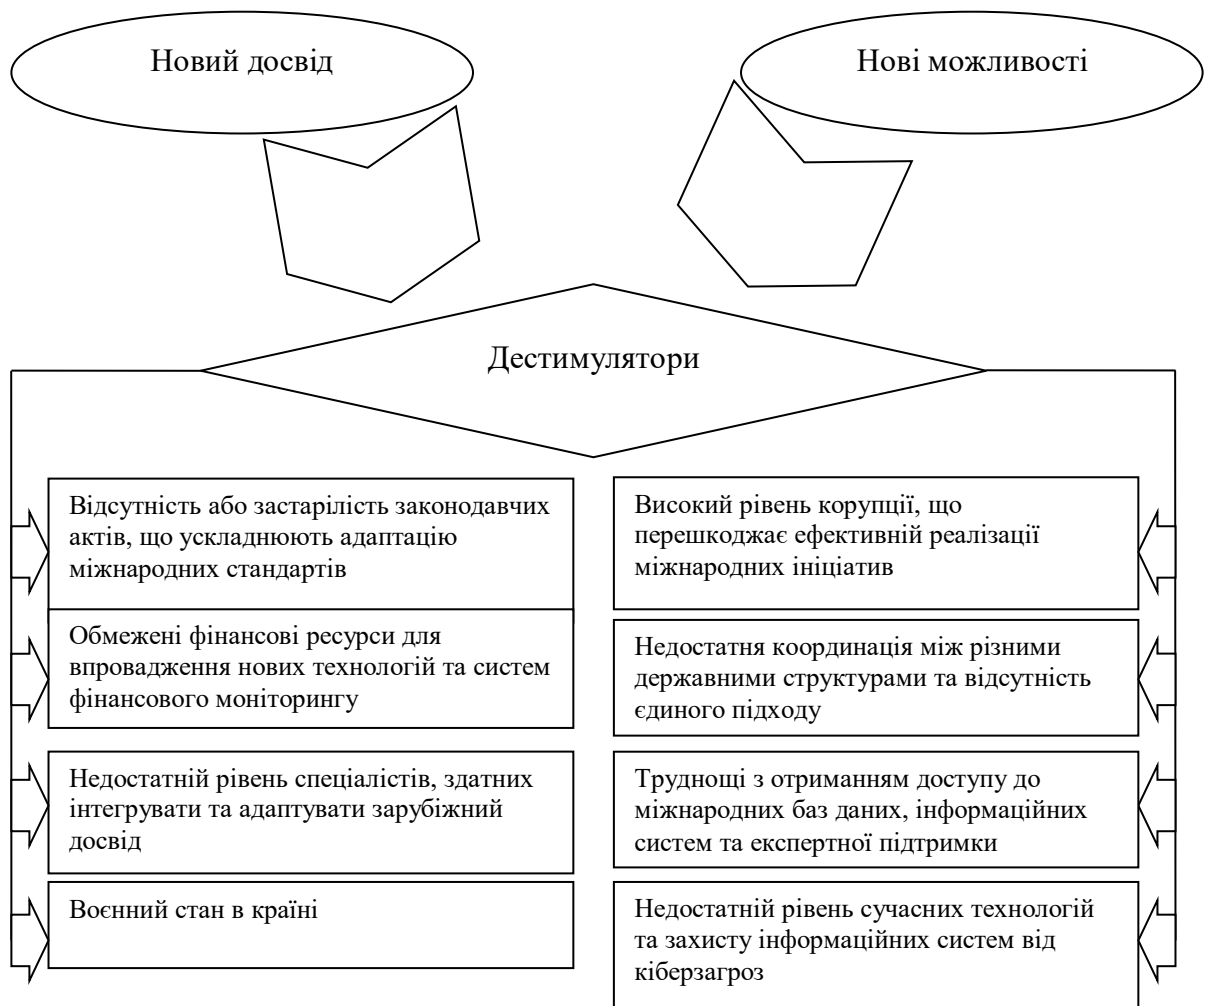 Новий досвід
Нові можливості
Дестимулятори
Відсутність або застарілість законодавчих
актів, що ускладнюють адаптацію
міжнародних стандартів
Високий рівень корупції, що
перешкоджає ефективній реалізації
міжнародних ініціатив
Обмежені фінансові ресурси для
впровадження нових технологій та систем
фінансового моніторингу
Недостатня координація між різними
державними структурами та відсутність
єдиного підходу
Недостатній рівень спеціалістів, здатних
інтегрувати та адаптувати зарубіжний
досвід
Труднощі з отриманням доступу до
міжнародних баз даних, інформаційних
систем та експертної підтримки
Воєнний стан в країні
Недостатній рівень сучасних технологій
та захисту інформаційних систем від
кіберзагроз